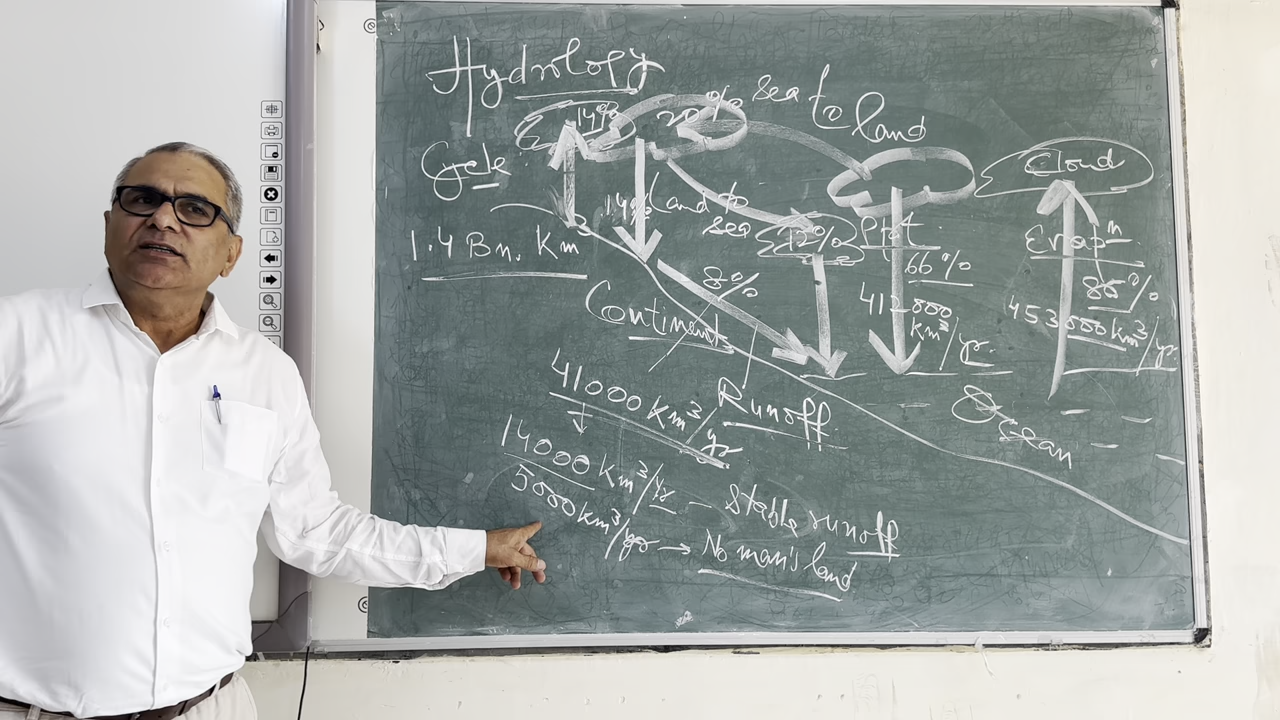 Hydrology
Cycle
1.4 Bn. Km
14%
20%
sea to land
Cloud
14%
Land to
sea
12%
8%
66%
412000
km³/yr.
Evapⁿ
453000 km³/yr.
Continent
41000 km³/yr
Runoff
Ocean
14000 km³/yr - Stable runoff
5000 km³/yr → No man's land